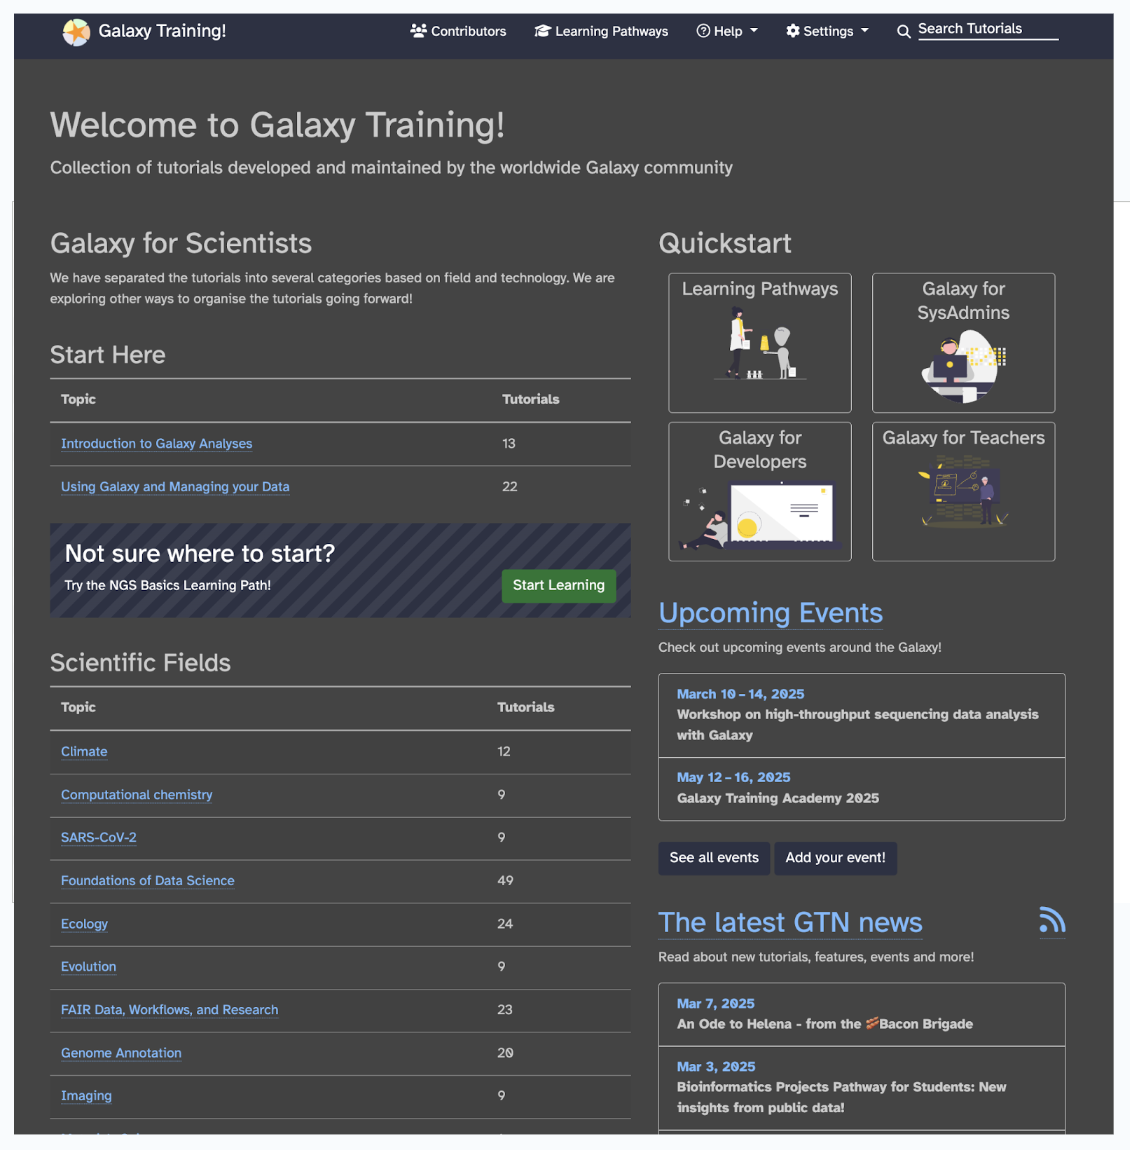 Galaxy Training!
Contributors
Learning Pathways
Help
Settings
Search Tutorials
Welcome to Galaxy Training!
Collection of tutorials developed and maintained by the worldwide Galaxy community
Galaxy for Scientists
We have separated the tutorials into several categories based on field and technology. We are
exploring other ways to organise the tutorials going forward!
Start Here
Topic Tutorials
Introduction to Galaxy Analyses 13
Using Galaxy and Managing your Data 22
Not sure where to start?
Try the NGS Basics Learning Path!
Start Learning
Scientific Fields
Topic Tutorials
Climate 12
Computational chemistry 9
SARS-CoV-2 9
Foundations of Data Science 49
Ecology 24
Evolution 9
FAIR Data, Workflows, and Research 23
Genome Annotation 20
Imaging 9
Quickstart
Learning Pathways
Galaxy for
SysAdmins
Galaxy for
Developers
Galaxy for Teachers
Upcoming Events
Check out upcoming events around the Galaxy!
March 10 – 14, 2025
Workshop on high-throughput sequencing data analysis
with Galaxy
May 12 – 16, 2025
Galaxy Training Academy 2025
See all events
Add your event!
The latest GTN news
Read about new tutorials, features, events and more!
Mar 7, 2025
An Ode to Helena - from the 🥓Bacon Brigade
Mar 3, 2025
Bioinformatics Projects Pathway for Students: New
insights from public data!